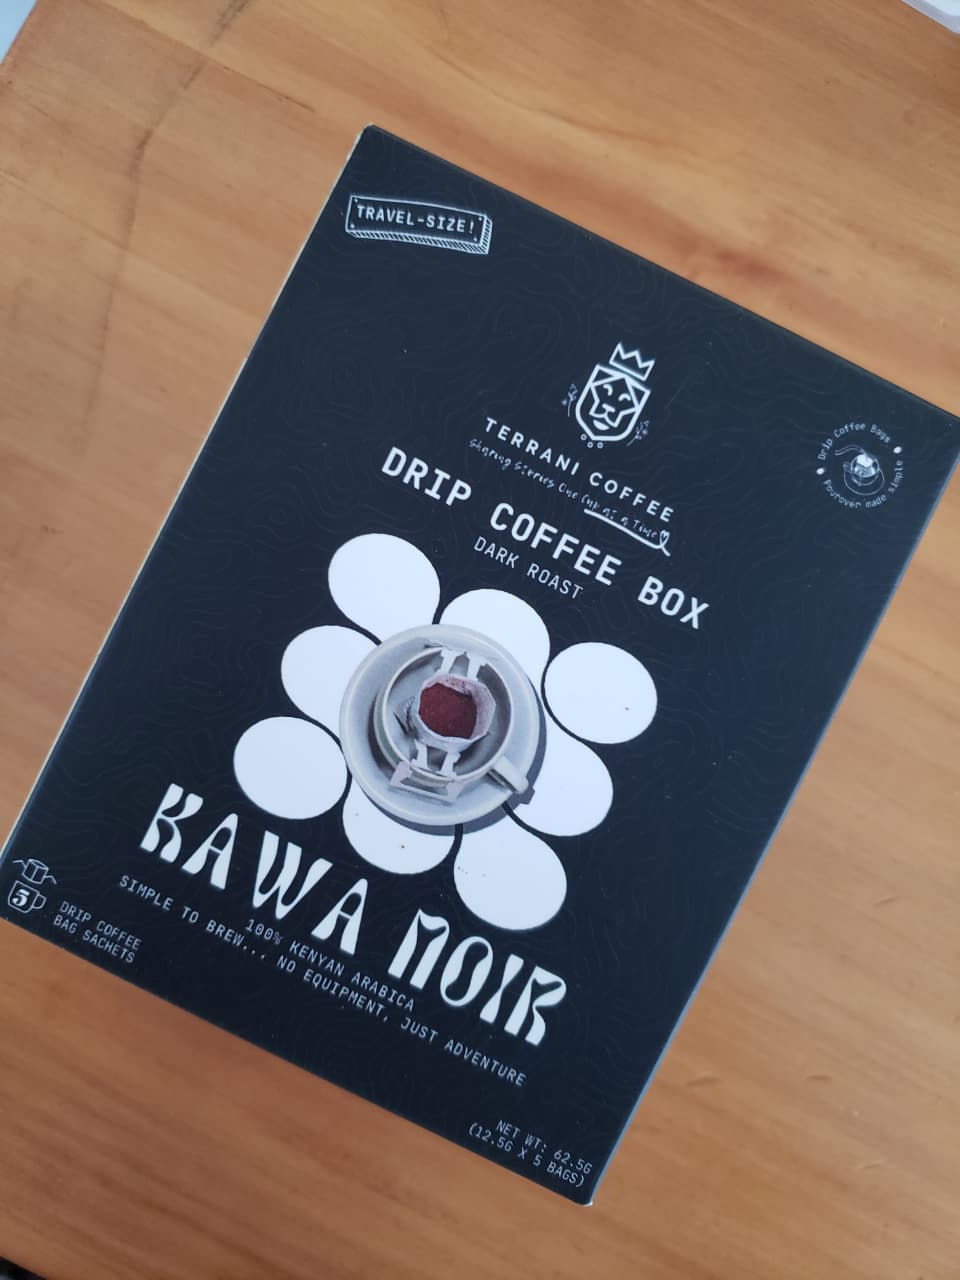 TRAVEL-SIZE!
TERRANI COFFEE
Sharing Stories One Cup at a Time
Drip Coffee Bags
Pourover made simple
DRIP COFFEE BOX
DARK ROAST
KAWA NOIR
100% KENYAN ARABICA
SIMPLE TO BREW... NO EQUIPMENT, JUST ADVENTURE
5
DRIP COFFEE
BAG SACHETS
NET WT: 62.5G
(12.5G X 5 BAGS)